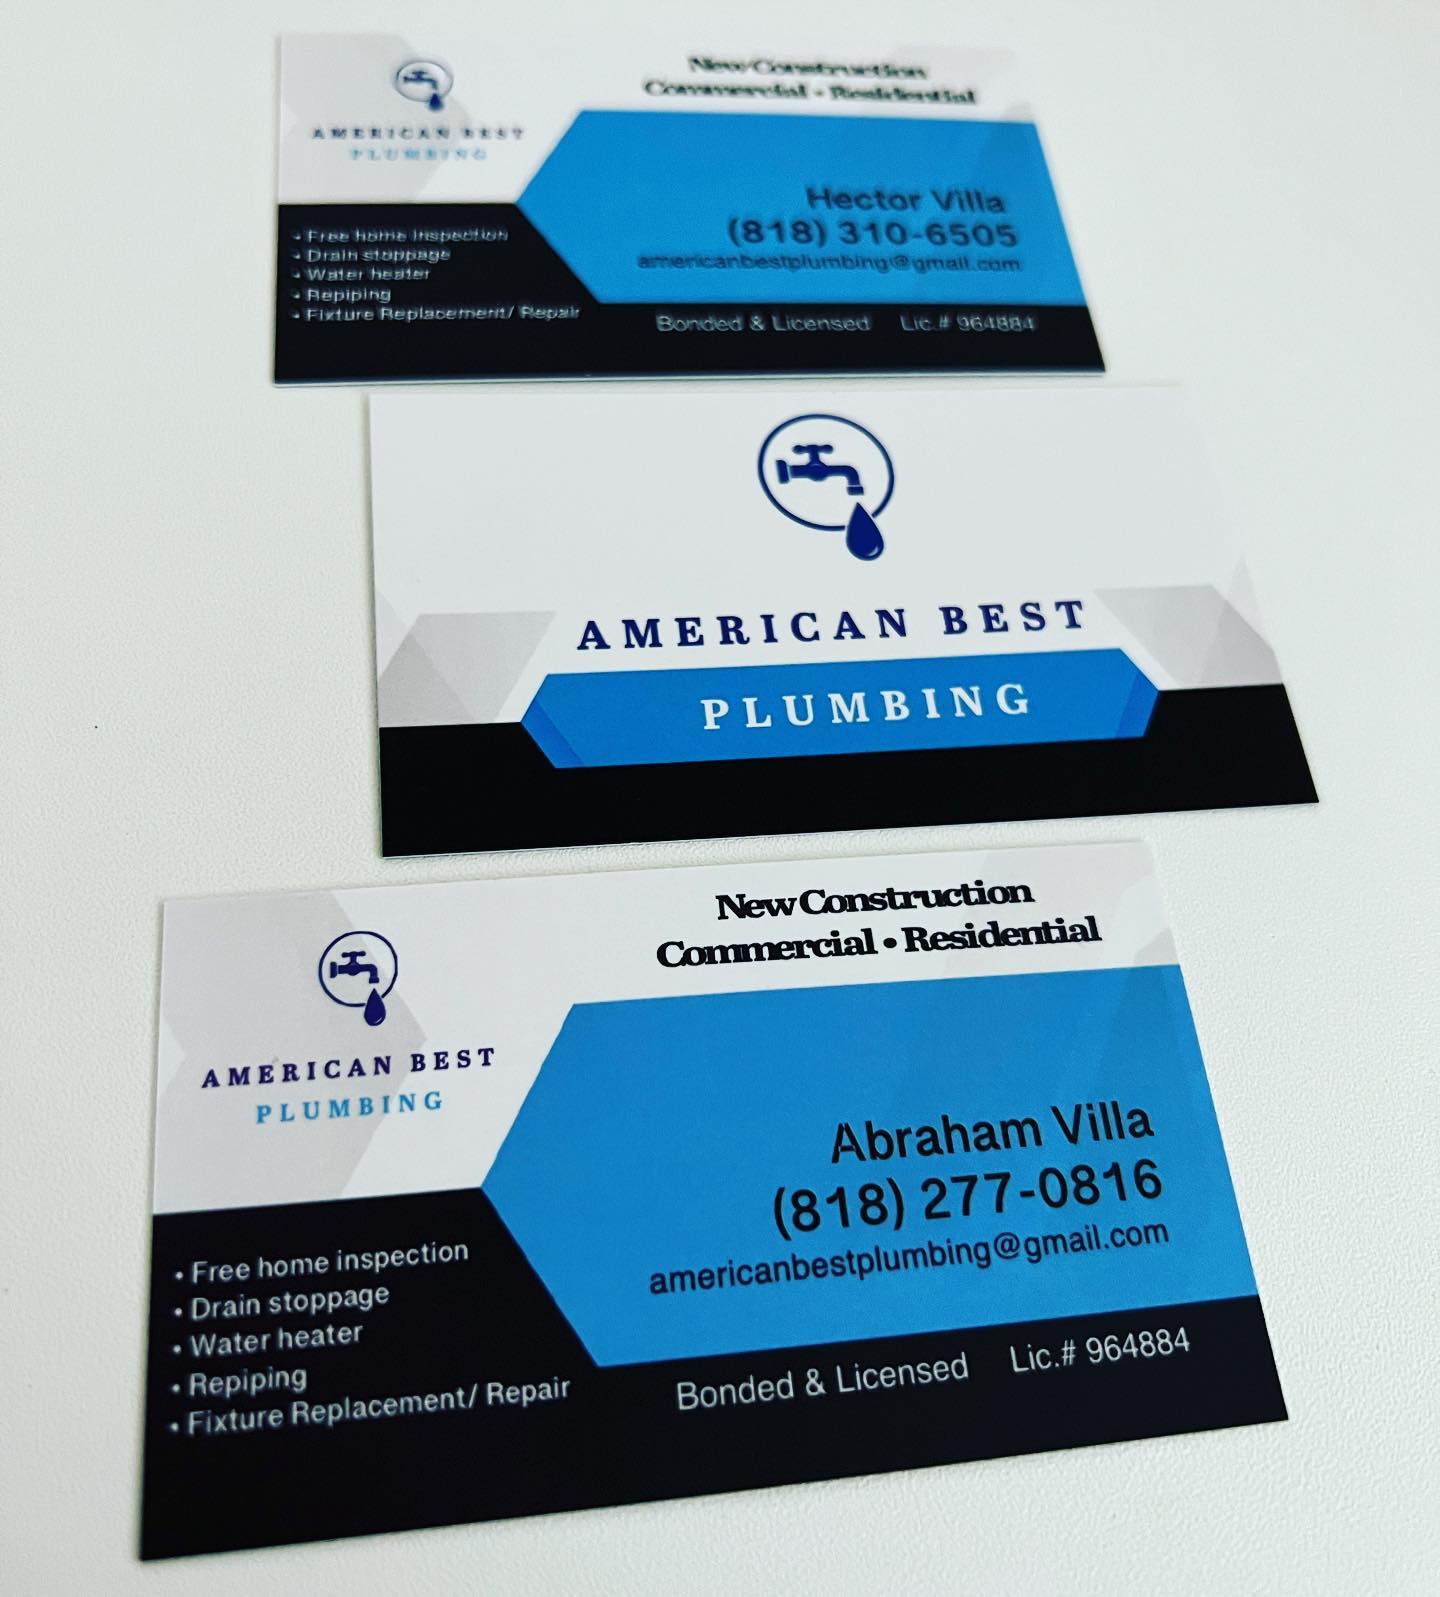 AMERICAN BEST
PLUMBING
New Construction
Commercial • Residential
Hector Villa
(818) 310-6505
americanbestplumbing@gmail.com
• Free home inspection
• Drain stoppage
• Water heater
• Repiping
• Fixture Replacement/ Repair
Bonded & Licensed Lic.# 964884
AMERICAN BEST
PLUMBING
AMERICAN BEST
PLUMBING
New Construction
Commercial • Residential
Abraham Villa
(818) 277-0816
americanbestplumbing@gmail.com
• Free home inspection
• Drain stoppage
• Water heater
• Repiping
• Fixture Replacement/ Repair
Bonded & Licensed Lic.# 964884